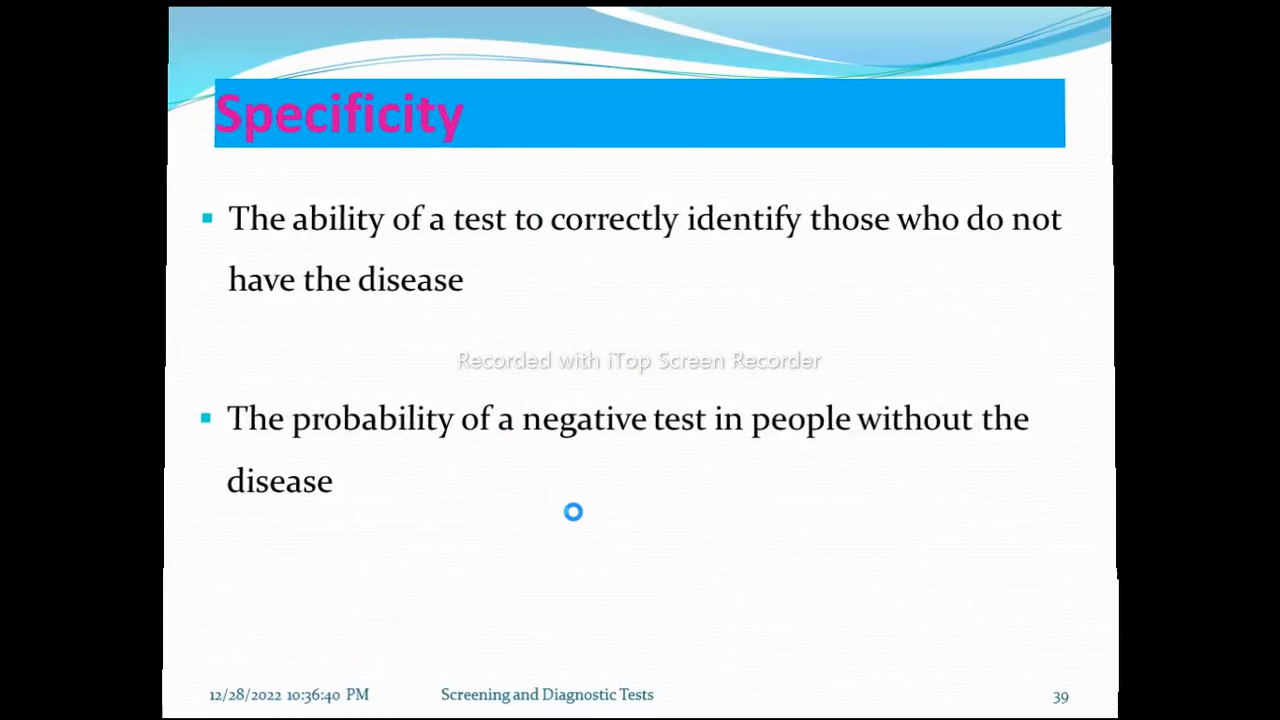 Specificity
The ability of a test to correctly identify those who do not
have the disease
Recorded with iTop Screen Recorder
The probability of a negative test in people without the
disease
12/28/2022 10:36:40 PM Screening and Diagnostic Tests 39